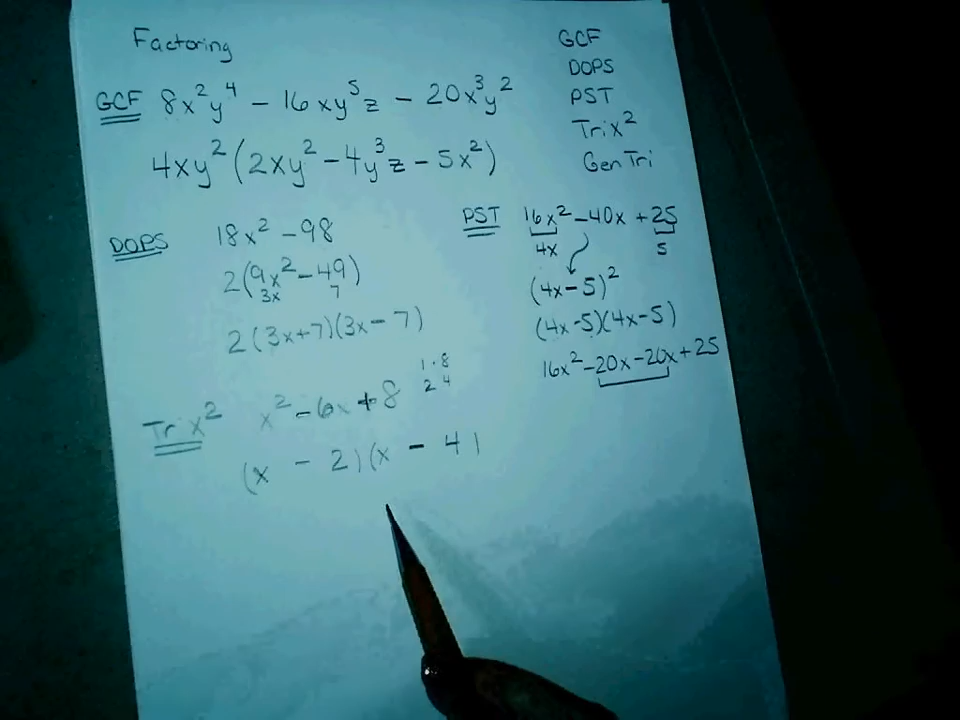 Factoring
GCF
DOPS
PST
Trix²
GenTri
GCF 8x²y⁴ - 16xy⁵z - 20x³y²
4xy²(2xy² - 4y³z - 5x²)
DOPS 18x² - 98
2(9x² - 49)
3x 7
2(3x+7)(3x-7)
PST 16x² - 40x + 25
4x 5
(4x-5)²
(4x-5)(4x-5)
16x² - 20x - 20x + 25
Trix² x² - 6x + 8
1·8
2 4
(x - 2)(x - 4)